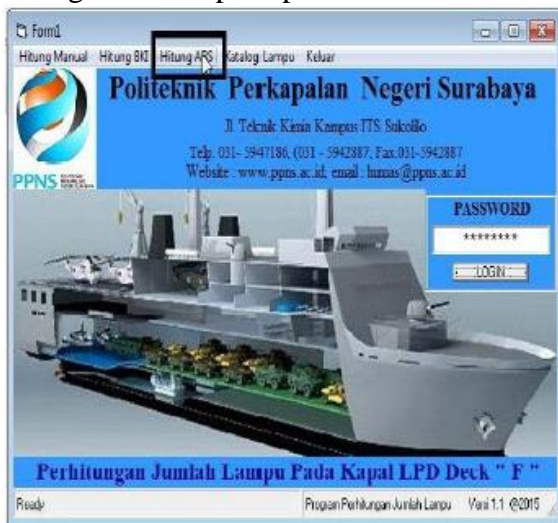 Form1
Hitung Manual Hitung BKI Hitung ABS Katalog Lampu Keluar
Politeknik Perkapalan Negeri Surabaya
Jl. Teknik Kimia Kampus ITS Sukolilo
Telp. 031- 5947186, (031 - 5942887, Fax.031-5942887
Website : www.ppns.ac.id, email : humas@ppns.ac.id
PPNS
PASSWORD
********
LOGIN
Perhitungan Jumlah Lampu Pada Kapal LPD Deck " F "
Ready Program Perhitungan Jumlah Lampu Versi 1.1 @2015